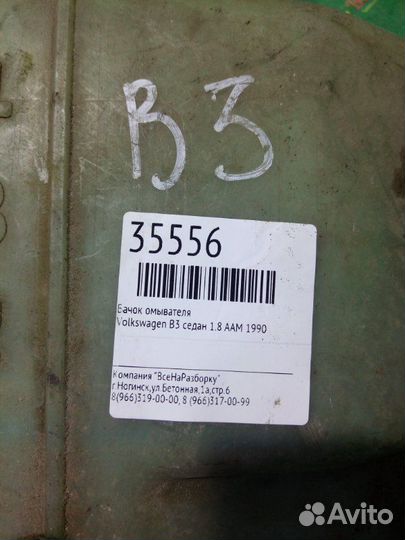 B3
35556
Бачок омывателя
Volkswagen B3 седан 1.8 AAM 1990
Компания "ВсеНаРазборку"
г.Ногинск,ул.Бетонная,1а,стр.6
8(966)319-00-00, 8 (966)317-00-99
Avito